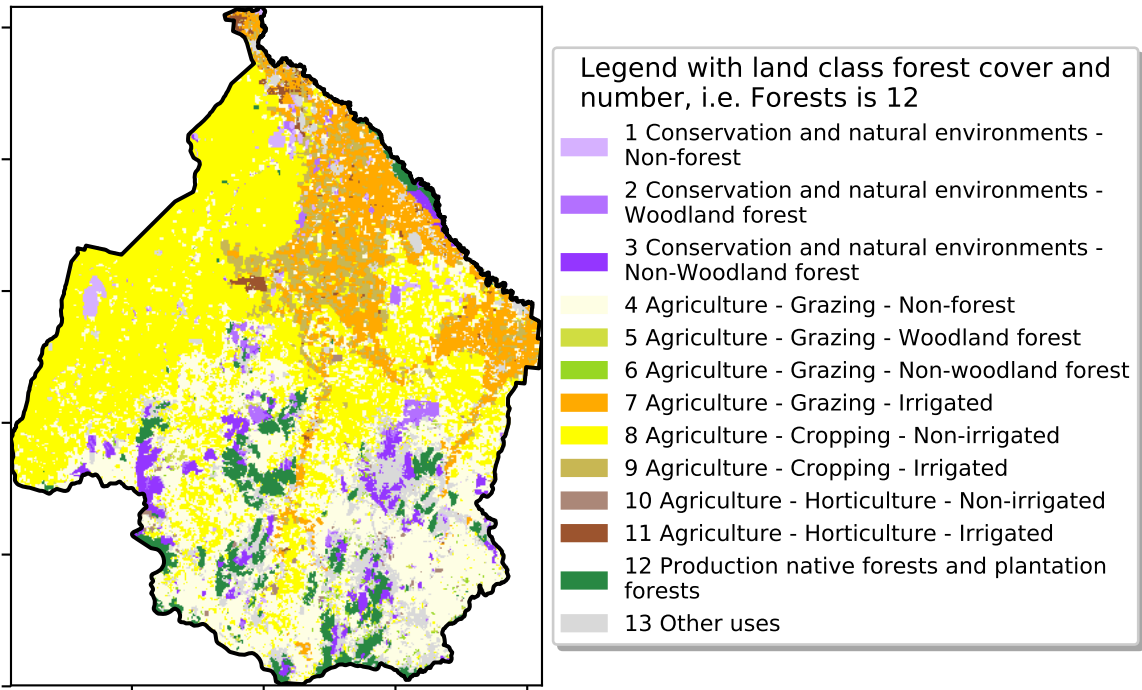 Legend with land class forest cover and
number, i.e. Forests is 12
1 Conservation and natural environments -
Non-forest
2 Conservation and natural environments -
Woodland forest
3 Conservation and natural environments -
Non-Woodland forest
4 Agriculture - Grazing - Non-forest
5 Agriculture - Grazing - Woodland forest
6 Agriculture - Grazing - Non-woodland forest
7 Agriculture - Grazing - Irrigated
8 Agriculture - Cropping - Non-irrigated
9 Agriculture - Cropping - Irrigated
10 Agriculture - Horticulture - Non-irrigated
11 Agriculture - Horticulture - Irrigated
12 Production native forests and plantation
forests
13 Other uses